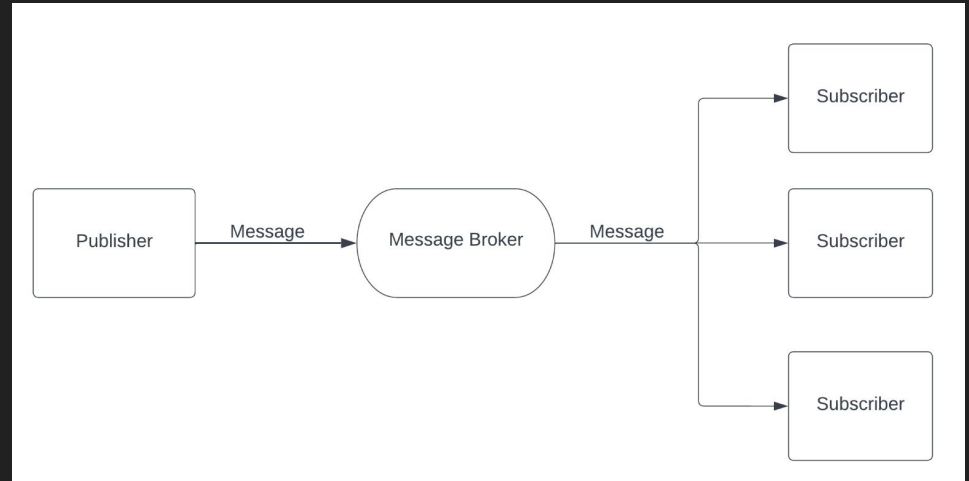 Subscriber
Publisher
Message
Message Broker
Message
Subscriber
Subscriber